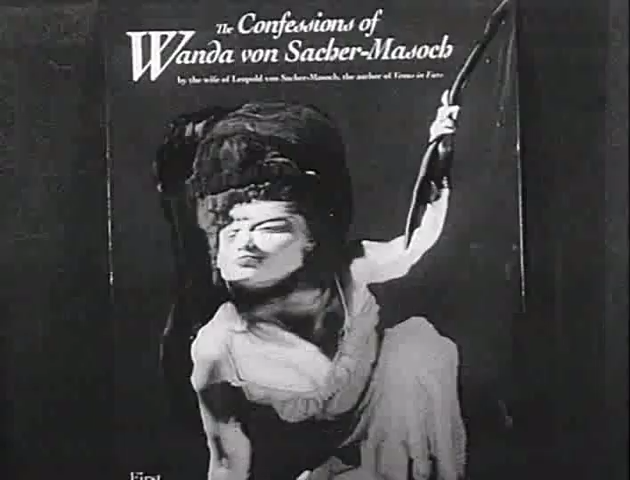 The Confessions of
Wanda von Sacher-Masoch
by the wife of Leopold von Sacher-Masoch, the author of Venus in Furs
First